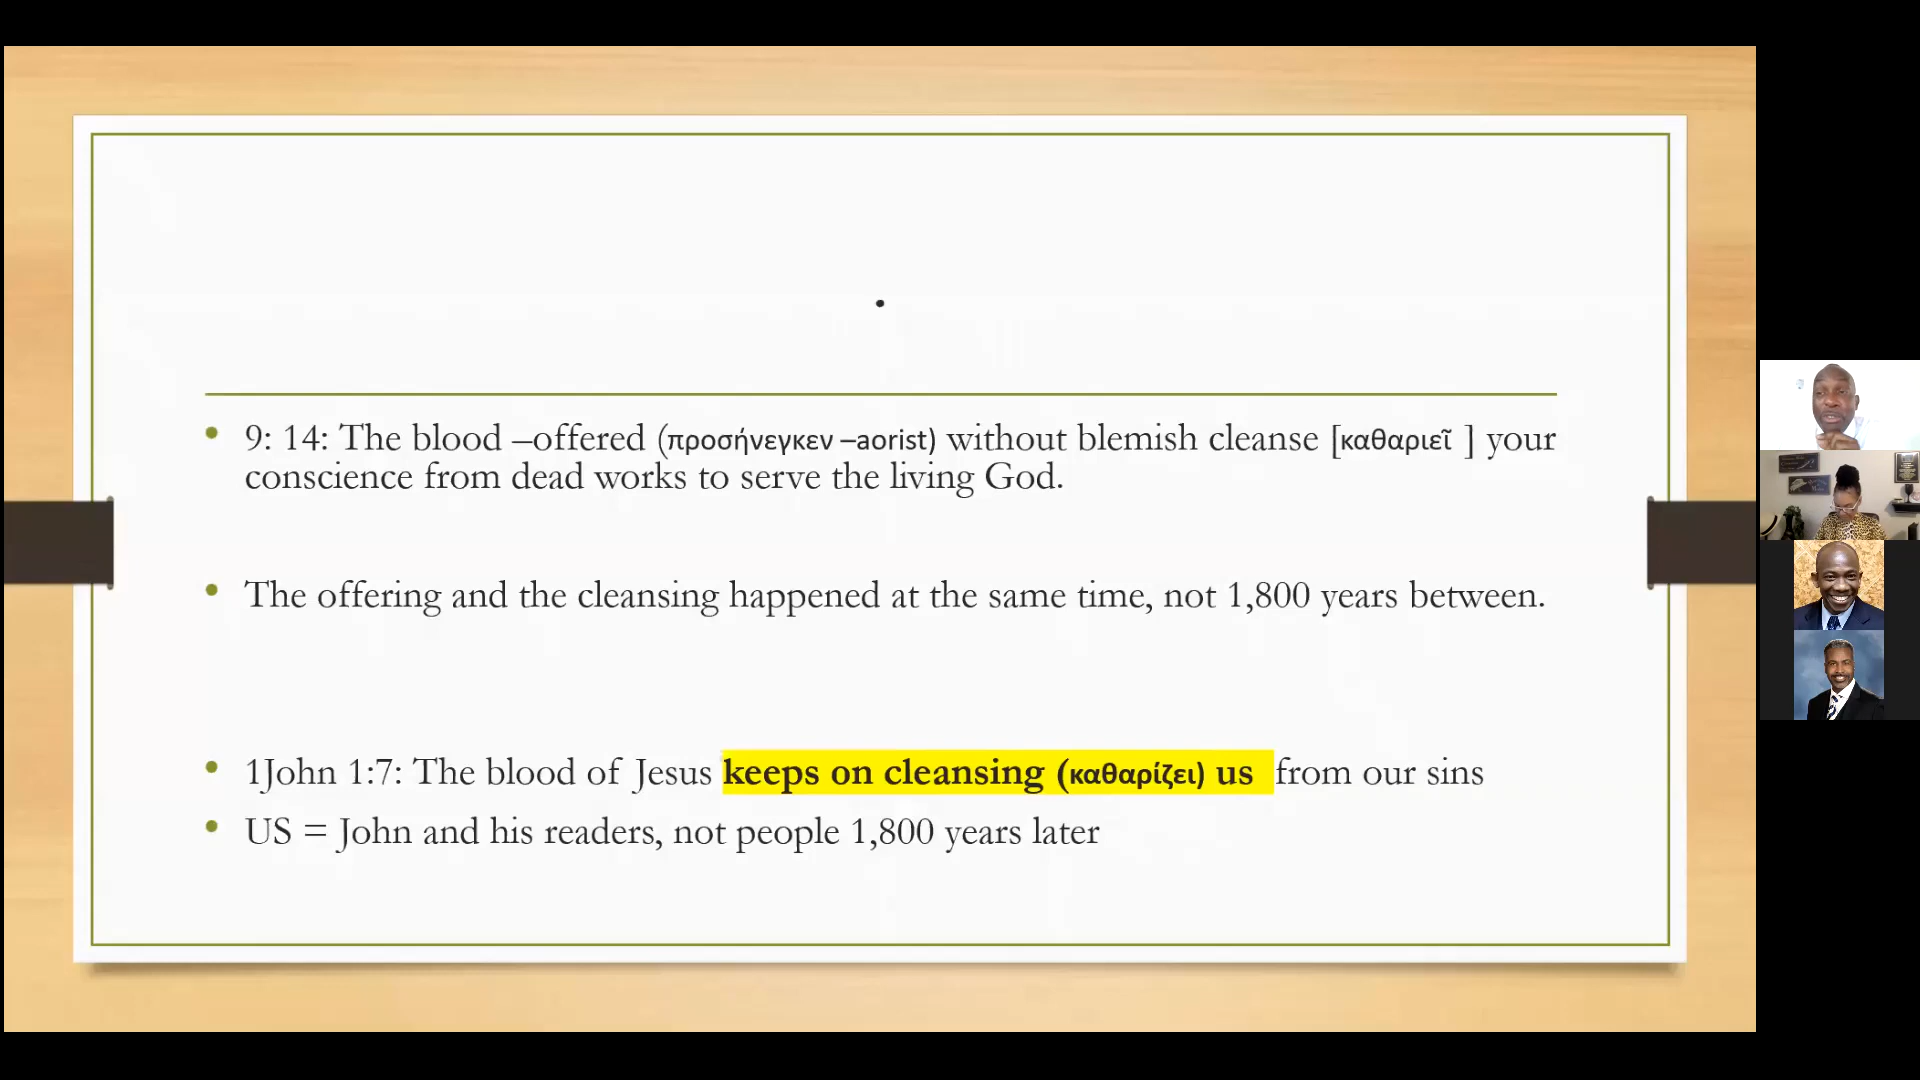 .
9: 14: The blood –offered (προσήνεγκεν –aorist) without blemish cleanse [καθαριεῖ ] your
conscience from dead works to serve the living God.
The offering and the cleansing happened at the same time, not 1,800 years between.
1John 1:7: The blood of Jesus keeps on cleansing (καθαρίζει) us from our sins
US = John and his readers, not people 1,800 years later